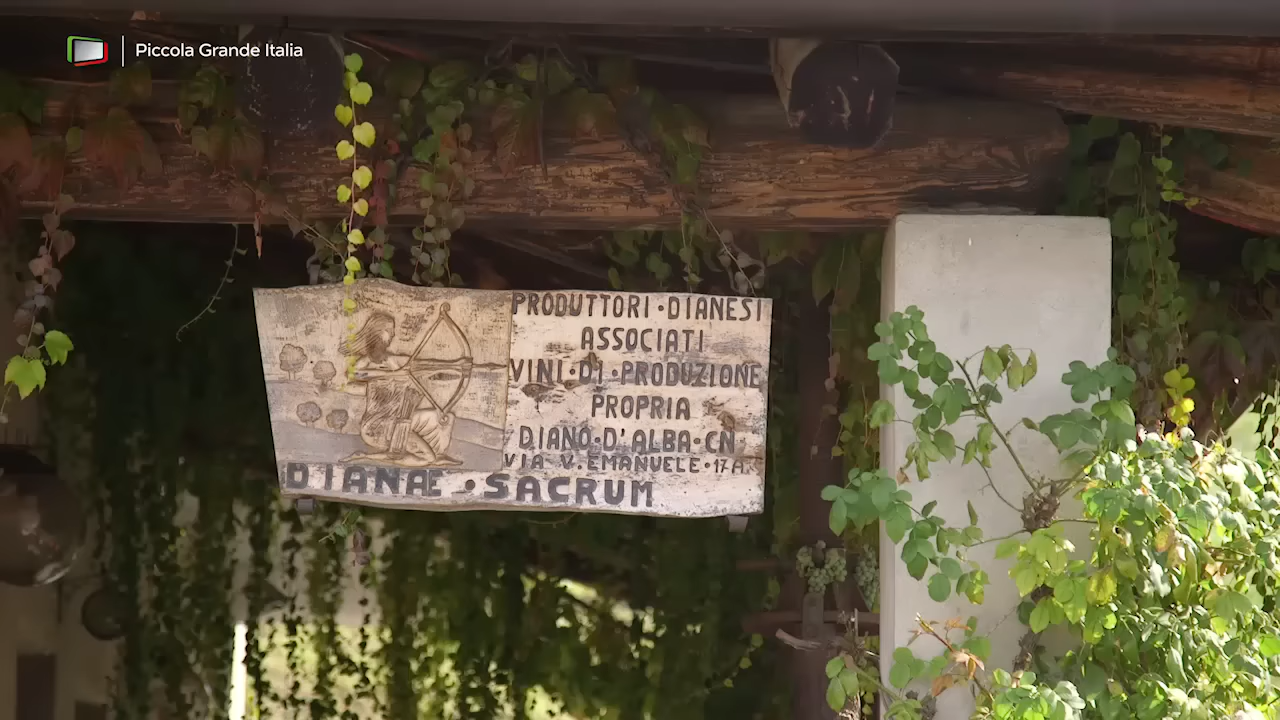 Piccola Grande Italia
PRODUTTORI·DIANESI
ASSOCIATI
VINI·DI·PRODUZIONE
PROPRIA
DIANO·D'ALBA·CN·
VIA V.EMANUELE·17A.
DIANAE·SACRUM